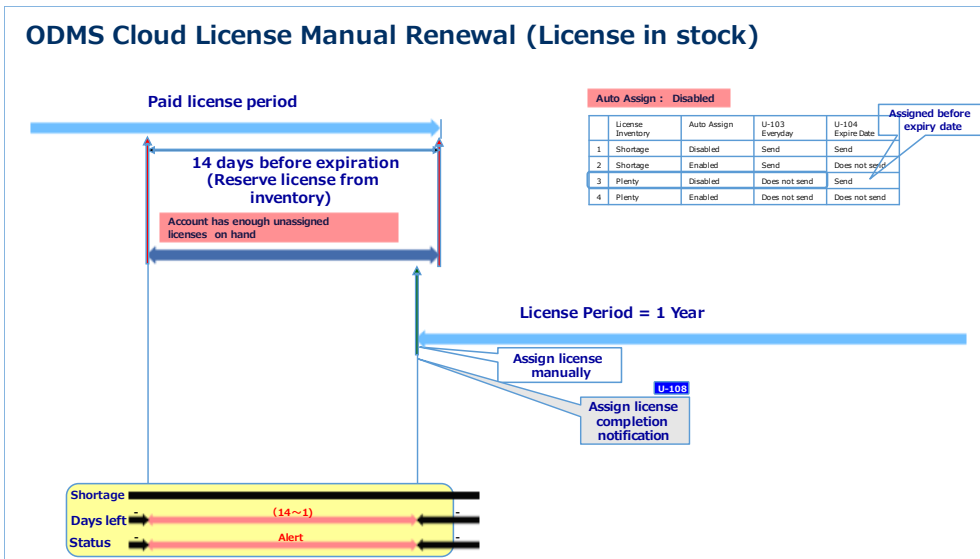 ODMS Cloud License Manual Renewal (License in stock)
Paid license period
14 days before expiration
(Reserve license from
inventory)
Account has enough unassigned
licenses on hand
Auto Assign : Disabled
License Inventory Auto Assign U-103 Everyday U-104 Expire Date
1 Shortage Disabled Send Send
2 Shortage Enabled Send Does not send
3 Plenty Disabled Does not send Send
4 Plenty Enabled Does not send Does not send
Assigned before
expiry date
License Period = 1 Year
Assign license
manually
U-108
Assign license
completion
notification
Shortage
Days left - (14~1) -
Status - Alert -